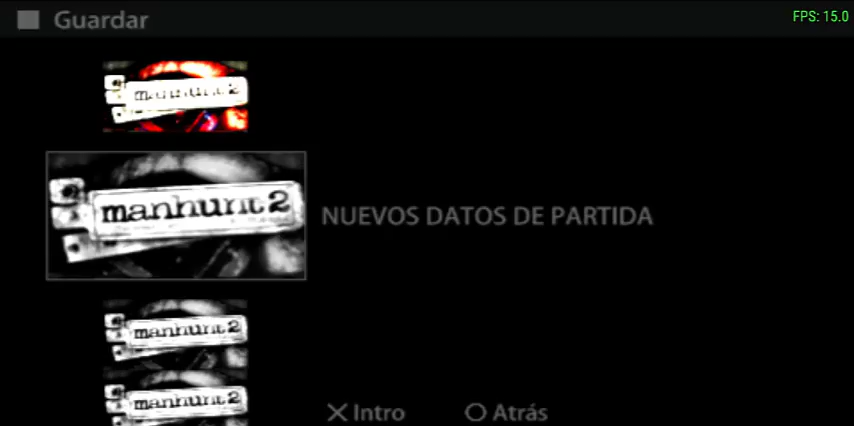 Guardar
FPS: 15.0
manhunt 2
manhunt 2
NUEVOS DATOS DE PARTIDA
manhunt 2
manhunt 2
Intro
Atrás